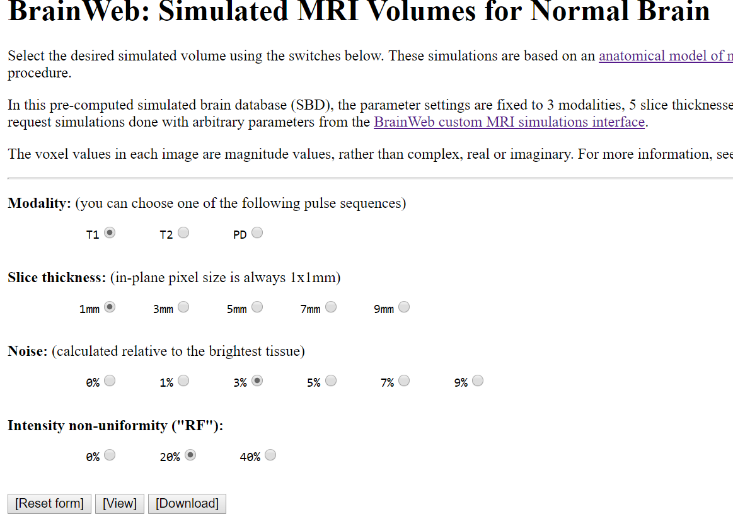 BrainWeb: Simulated MRI Volumes for Normal Brain
Select the desired simulated volume using the switches below. These simulations are based on an anatomical model of
procedure.
In this pre-computed simulated brain database (SBD), the parameter settings are fixed to 3 modalities, 5 slice
request simulations done with arbitrary parameters from the BrainWeb custom MRI simulations interface.
The voxel values in each image are magnitude values, rather than complex, real or imaginary. For more information, see
Modality: (you can choose one of the following pulse sequences)
T1 T2 PD
Slice thickness: (in-plane pixel size is always 1x1mm)
1mm 3mm 5mm 7mm 9mm
Noise: (calculated relative to the brightest tissue)
0% 1% 3% 5% 7% 9%
Intensity non-uniformity ("RF"):
0% 20% 40%
[Reset form] [View] [Download]